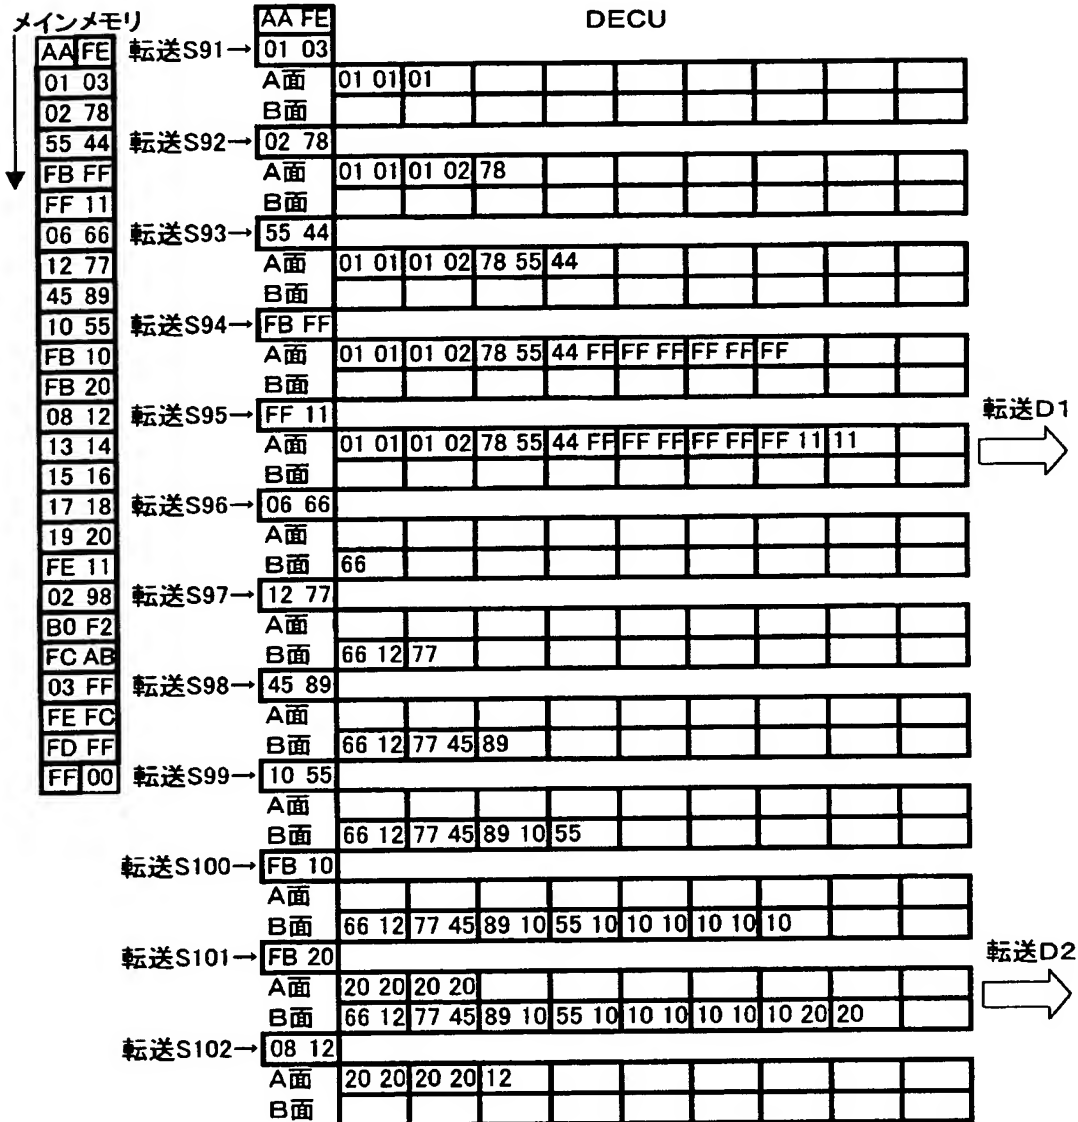 メインメモリ
AA FE
01 03
02 78
55 44
FB FF
FF 11
06 66
12 77
45 89
10 55
FB 10
FB 20
08 12
13 14
15 16
17 18
19 20
FE 11
02 98
B0 F2
FC AB
03 FF
FE FC
FD FF
FF 00
DECU
AA FE
転送S91→ 01 03
A面 01 01 01
B面
転送S92→ 02 78
A面 01 01 01 02 78
B面
転送S93→ 55 44
A面 01 01 01 02 78 55 44
B面
転送S94→ FB FF
A面 01 01 01 02 78 55 44 FF FF FF FF FF FF
B面
転送S95→ FF 11
A面 01 01 01 02 78 55 44 FF FF FF FF FF FF 11 11
B面
転送D1
転送S96→ 06 66
A面
B面 66
転送S97→ 12 77
A面
B面 66 12 77
転送S98→ 45 89
A面
B面 66 12 77 45 89
転送S99→ 10 55
A面
B面 66 12 77 45 89 10 55
転送S100→ FB 10
A面
B面 66 12 77 45 89 10 55 10 10 10 10 10 10
転送S101→ FB 20
A面 20 20 20 20
B面 66 12 77 45 89 10 55 10 10 10 10 10 10 20 20
転送D2
転送S102→ 08 12
A面 20 20 20 20 12
B面